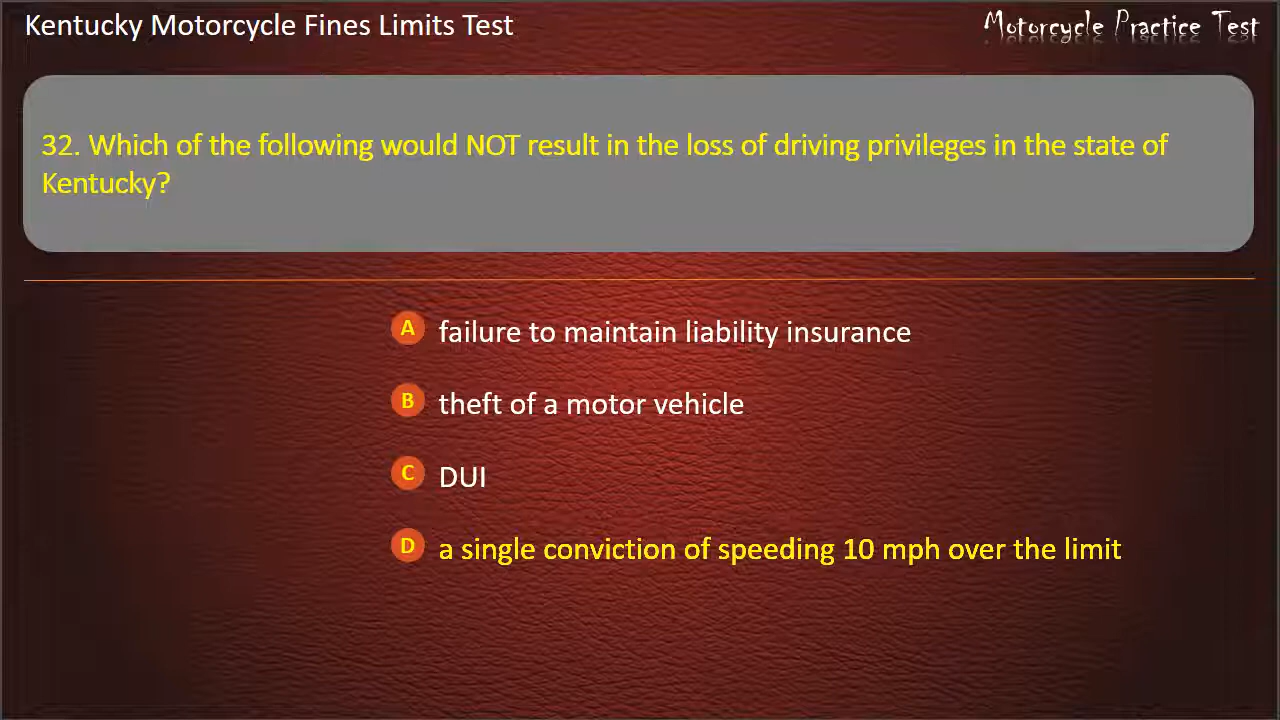 Kentucky Motorcycle Fines Limits Test
Motorcycle Practice Test
32. Which of the following would NOT result in the loss of driving privileges in the state of
Kentucky?
A failure to maintain liability insurance
B theft of a motor vehicle
C DUI
D a single conviction of speeding 10 mph over the limit